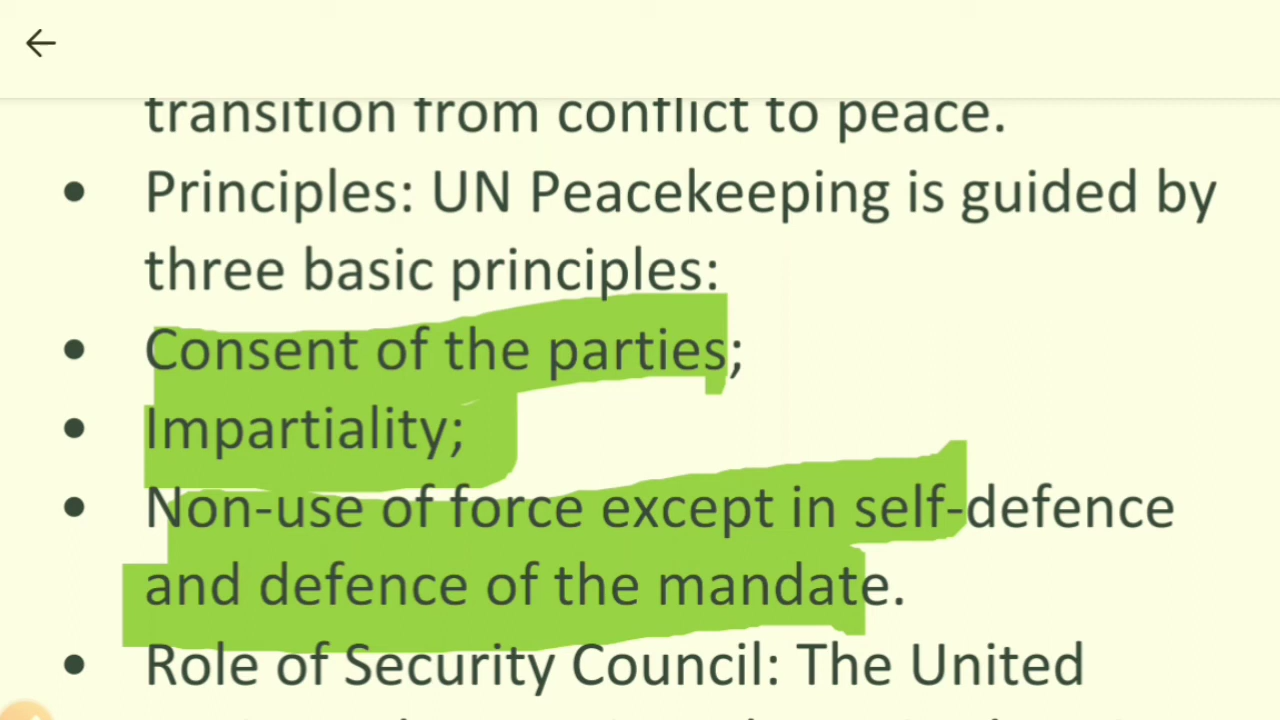 transition from conflict to peace.
• Principles: UN Peacekeeping is guided by
three basic principles:
• Consent of the parties;
• Impartiality;
• Non-use of force except in self-defence
and defence of the mandate.
• Role of Security Council: The United